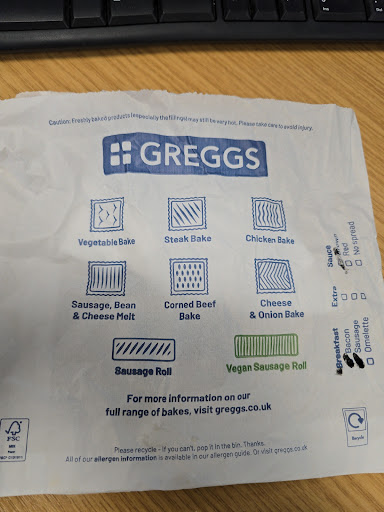 Caution: Freshly baked products (especially the fillings) may still be very hot. Please take care to avoid injury.
GREGGS
Vegetable Bake
Steak Bake
Chicken Bake
Sausage, Bean
& Cheese Melt
Corned Beef
Bake
Cheese
& Onion Bake
Sausage Roll
Vegan Sausage Roll
For more information on our
full range of bakes, visit greggs.co.uk
Please recycle - If you can't, pop it in the bin. Thanks.
All of our allergen information is available in our allergen guide. Or visit greggs.co.uk
Breakfast
Bacon
Sausage
Omelette
Extra
Sauce
Red
No spread
FSC
Recycle